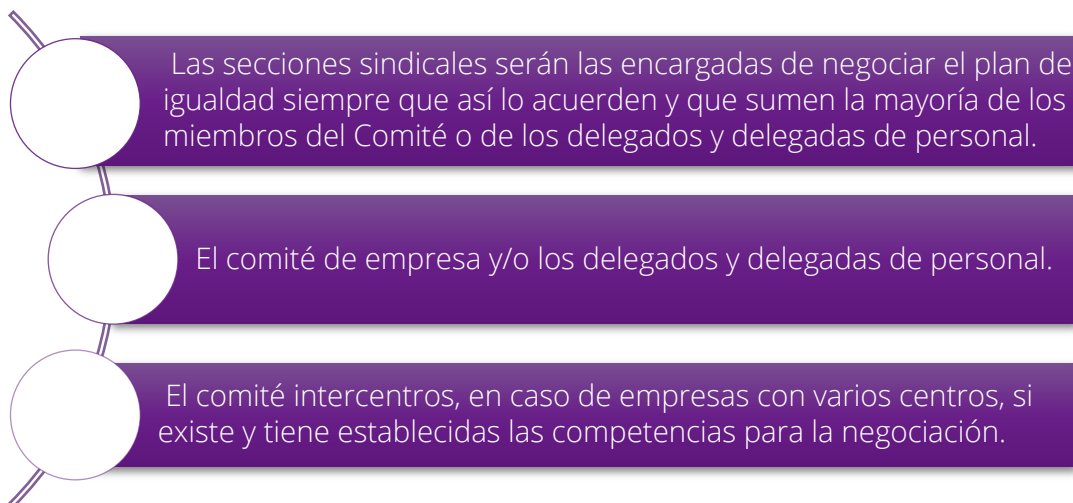 Las secciones sindicales serán las encargadas de negociar el plan de
igualdad siempre que así lo acuerden y que sumen la mayoría de los
miembros del Comité o de los delegados y delegadas de personal.
El comité de empresa y/o los delegados y delegadas de personal.
El comité intercentros, en caso de empresas con varios centros, si
existe y tiene establecidas las competencias para la negociación.